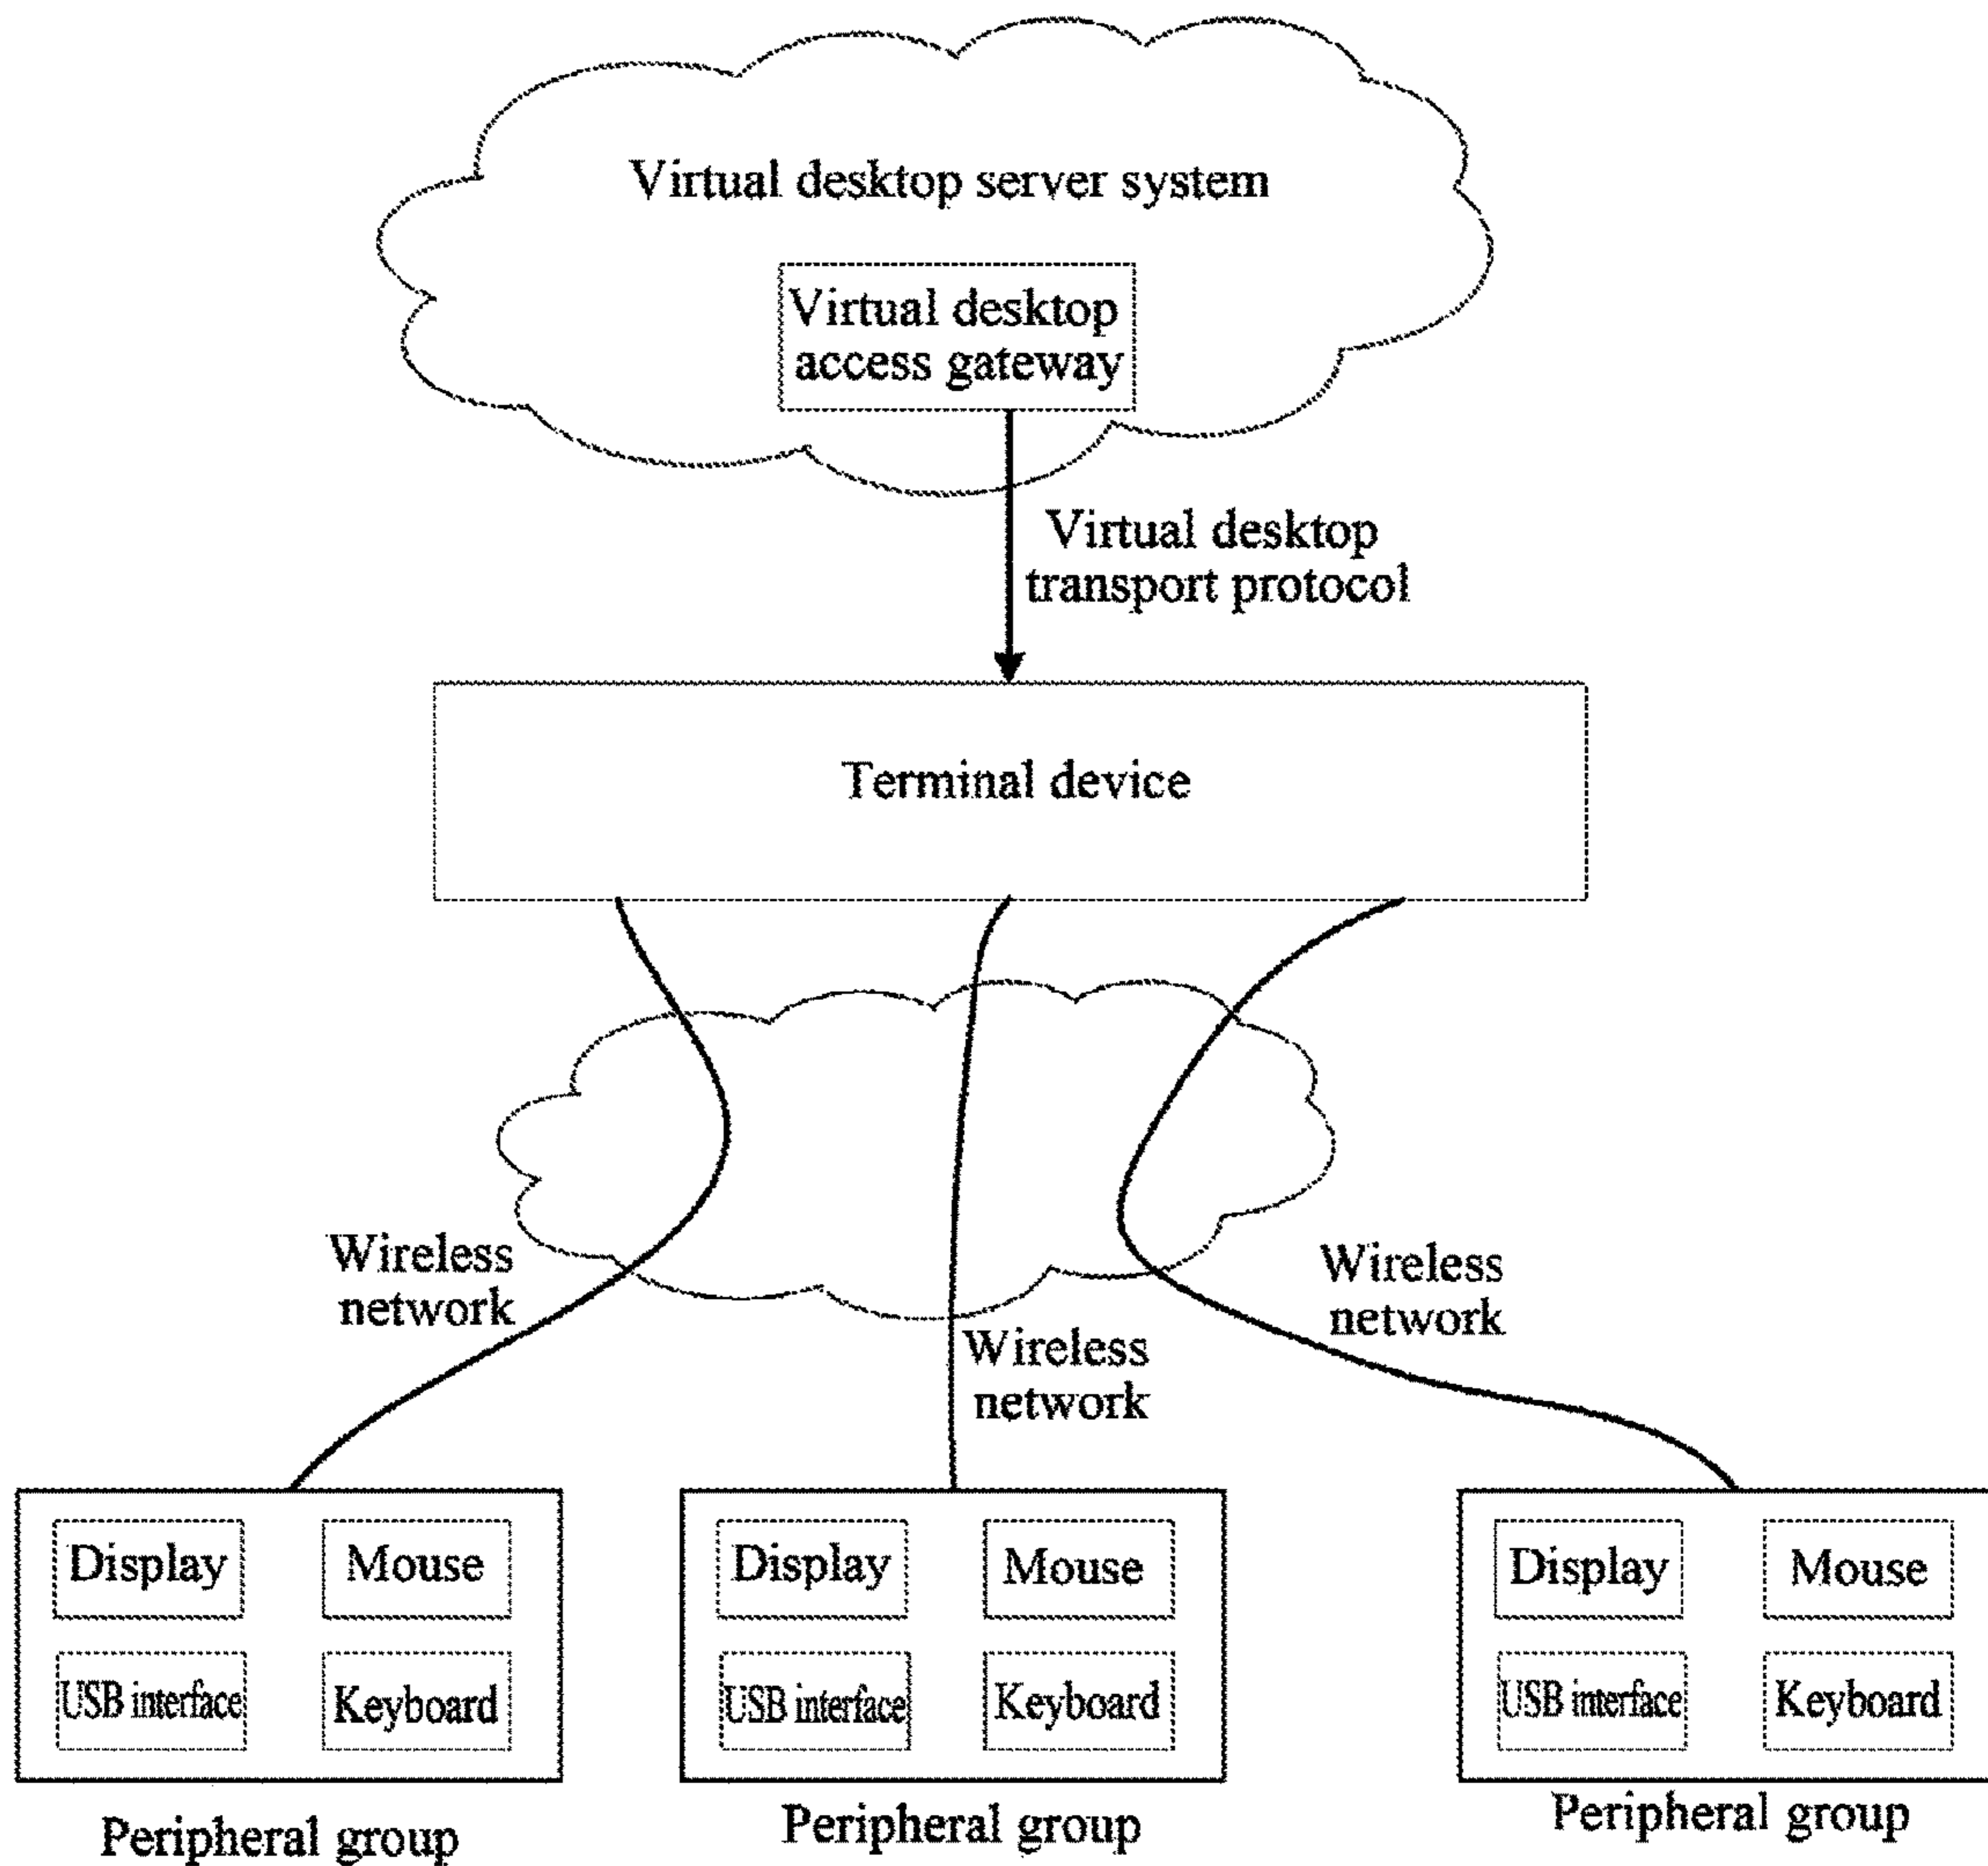 Virtual desktop server system
Virtual desktop
access gateway
Virtual desktop
transport protocol
Terminal device
Wireless
network
Wireless
network
Wireless
network
Display
Mouse
USB interface
Keyboard
Peripheral group
Display
Mouse
USB interface
Keyboard
Peripheral group
Display
Mouse
USB interface
Keyboard
Peripheral group